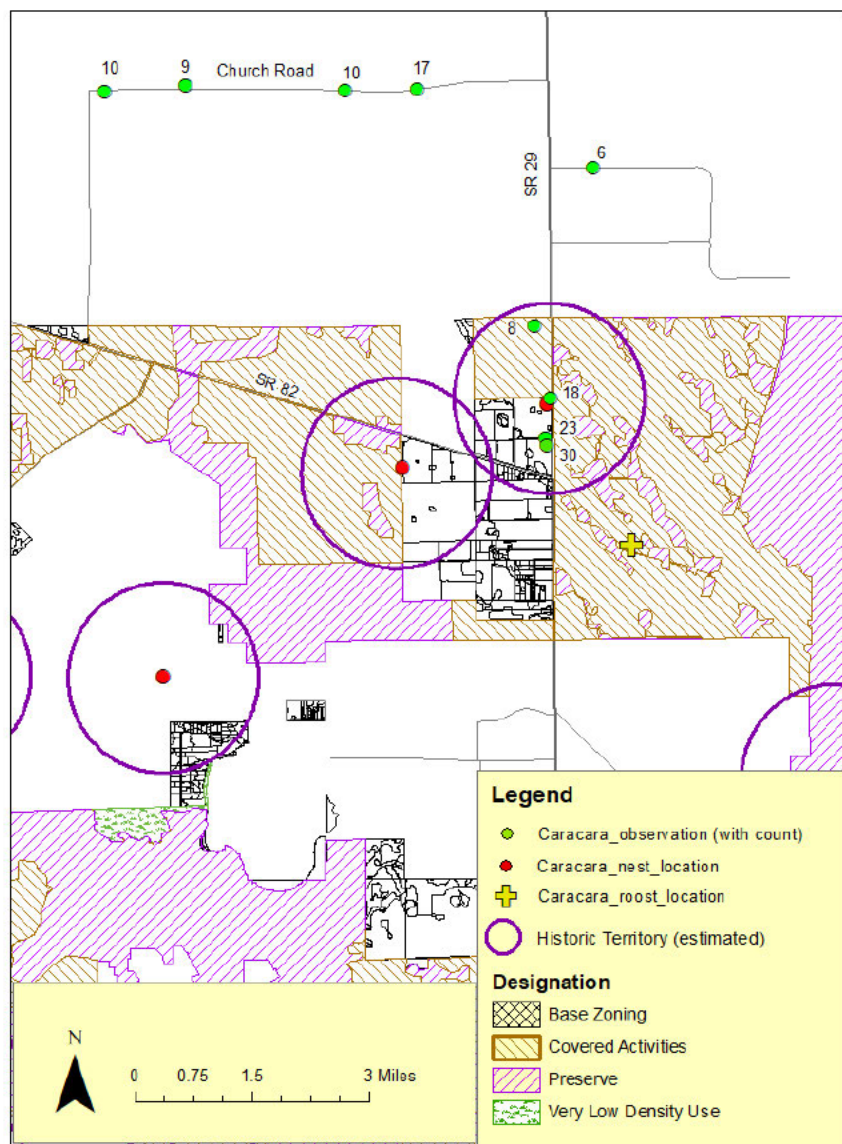 10
9
Church Road
10
17
6
SR 29
8
SR 82
18
23
30
Legend
Caracara_observation (with count)
Caracara_nest_location
Caracara_roost_location
Historic Territory (estimated)
Designation
Base Zoning
Covered Activities
Preserve
Very Low Density Use
N
0 0.75 1.5 3 Miles